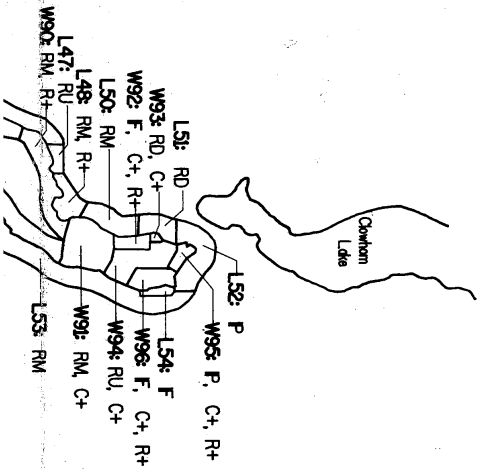 Clowhom
Lake
L51: RD
W93: RD, C+
W92: F, C+, R+
L50: RM
L48: RM, R+
L47: RU
W90: RM, R+
L52: P
W95: P, C+, R+
L54: F
W96: F, C+, R+
W94: RU, C+
W91: RM, C+
L53: RM